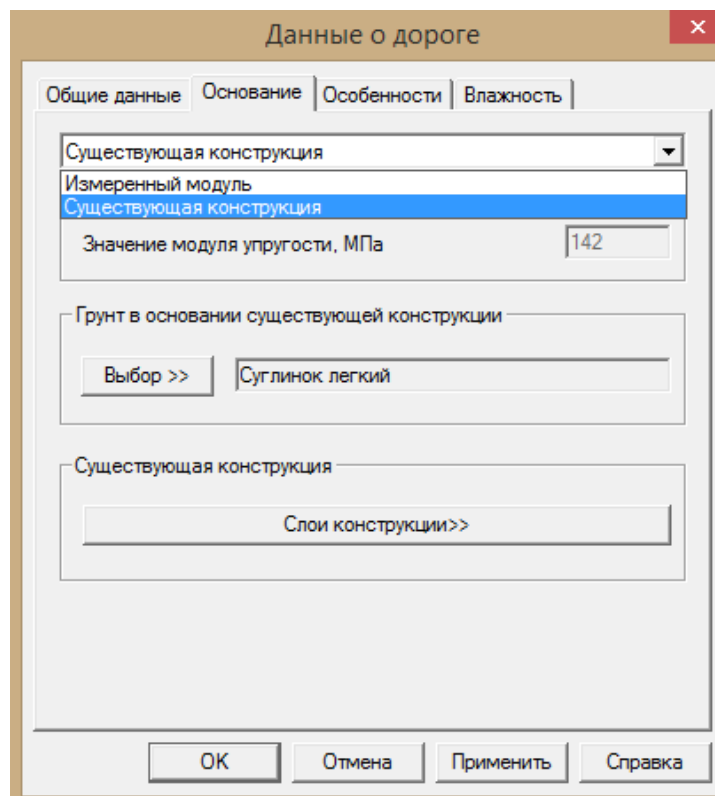 Данные о дороге
Общие данные Основание Особенности Влажность
Существующая конструкция
Измеренный модуль
Существующая конструкция
Значение модуля упругости, МПа 142
Грунт в основании существующей конструкции
Выбор >> Суглинок легкий
Существующая конструкция
Слои конструкции>>
OK Отмена Применить Справка